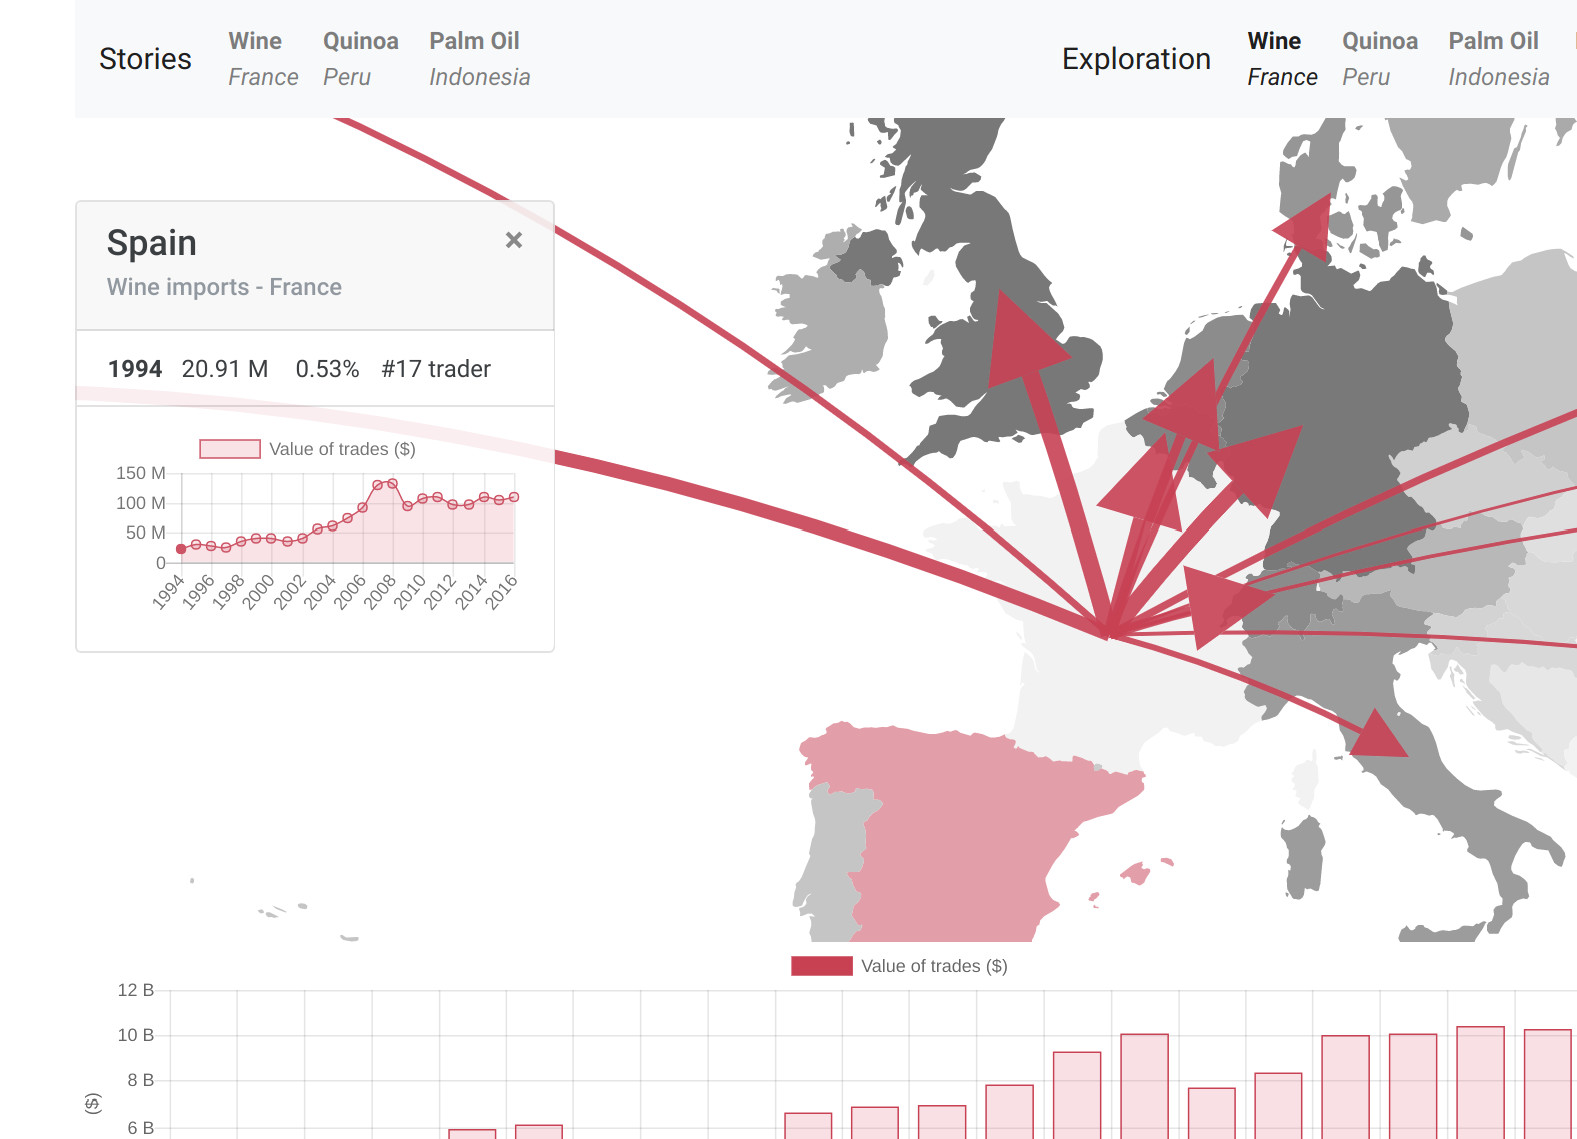 Stories
Wine Quinoa Palm Oil
France Peru Indonesia
Exploration
Wine Quinoa Palm Oil
France Peru Indonesia
Spain
×
Wine imports - France
1994 20.91 M 0.53% #17 trader
Value of trades ($)
150 M
100 M
50 M
0
1994 1996 1998 2000 2002 2004 2006 2008 2010 2012 2014 2016
Value of trades ($)
12 B
10 B
8 B
6 B
($)